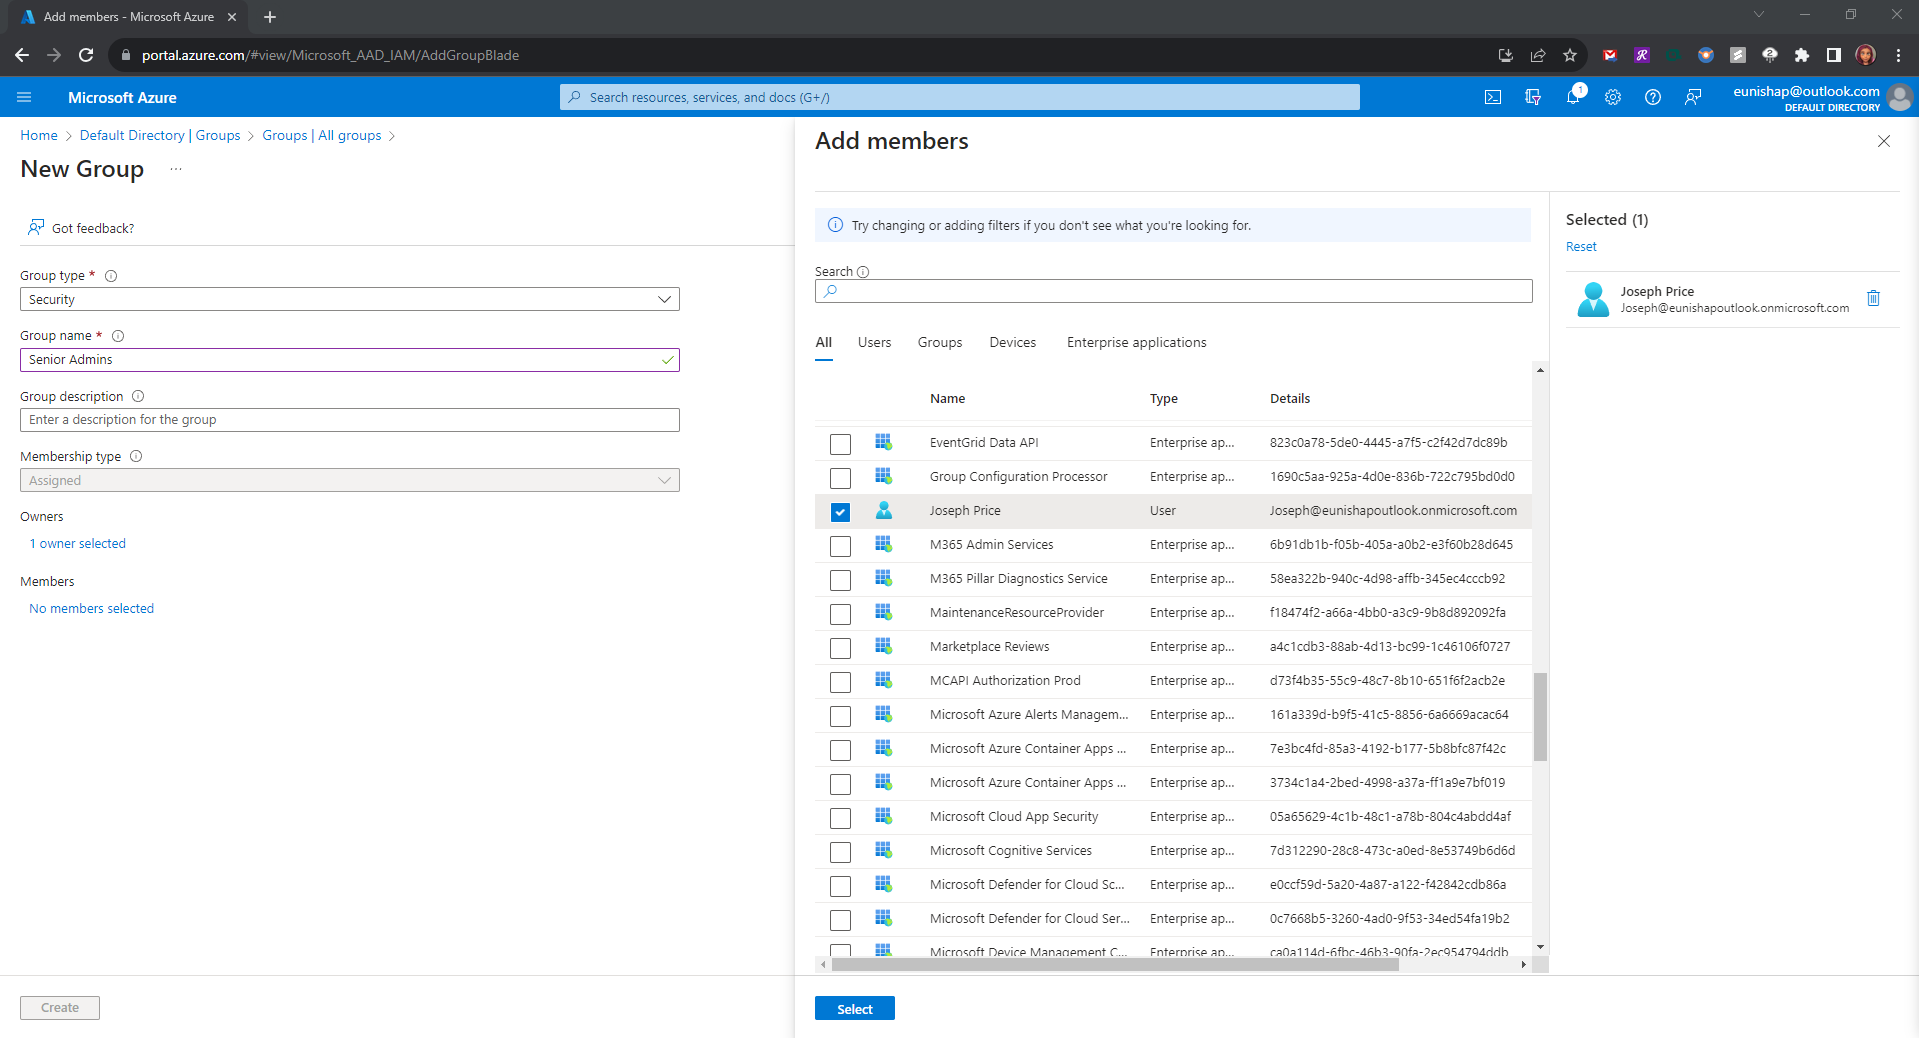 Add members - Microsoft Azure
portal.azure.com/#view/Microsoft_AAD_IAM/AddGroupBlade
Microsoft Azure
Search resources, services, and docs (G+/)
1
eunishap@outlook.com
DEFAULT DIRECTORY
Home > Default Directory | Groups > Groups | All groups >
New Group ...
Got feedback?
Group type *
Security
Group name *
Senior Admins
Group description
Enter a description for the group
Membership type
Assigned
Owners
1 owner selected
Members
No members selected
Create
Add members
Try changing or adding filters if you don't see what you're looking for.
Search
All Users Groups Devices Enterprise applications
Name Type Details
EventGrid Data API Enterprise ap... 823c0a78-5de0-4445-a7f5-c2f42d7dc89b
Group Configuration Processor Enterprise ap... 1690c5aa-925a-4d0e-836b-722c795bd0d0
Joseph Price User Joseph@eunishapoutlook.onmicrosoft.com
M365 Admin Services Enterprise ap... 6b91db1b-f05b-405a-a0b2-e3f60b28d645
M365 Pillar Diagnostics Service Enterprise ap... 58ea322b-940c-4d98-affb-345ec4cccb92
MaintenanceResourceProvider Enterprise ap... f18474f2-a66a-4bb0-a3c9-9b8d892092fa
Marketplace Reviews Enterprise ap... a4c1cdb3-88ab-4d13-bc99-1c46106f0727
MCAPI Authorization Prod Enterprise ap... d73f4b35-55c9-48c7-8b10-651f6f2acb2e
Microsoft Azure Alerts Managem... Enterprise ap... 161a339d-b9f5-41c5-8856-6a6669acac64
Microsoft Azure Container Apps ... Enterprise ap... 7e3bc4fd-85a3-4192-b177-5b8bfc87f42c
Microsoft Azure Container Apps ... Enterprise ap... 3734c1a4-2bed-4998-a37a-ff1a9e7bf019
Microsoft Cloud App Security Enterprise ap... 05a65629-4c1b-48c1-a78b-804c4abdd4af
Microsoft Cognitive Services Enterprise ap... 7d312290-28c8-473c-a0ed-8e53749b6d6d
Microsoft Defender for Cloud Sc... Enterprise ap... e0ccf59d-5a20-4a87-a122-f42842cdb86a
Microsoft Defender for Cloud Ser... Enterprise ap... 0c7668b5-3260-4ad0-9f53-34ed54fa19b2
Microsoft Device Management C... Enterprise ap... ca0a114d-6fbc-46b3-90fa-2ec954794ddb
Select
Selected (1)
Reset
Joseph Price
Joseph@eunishapoutlook.onmicrosoft.com